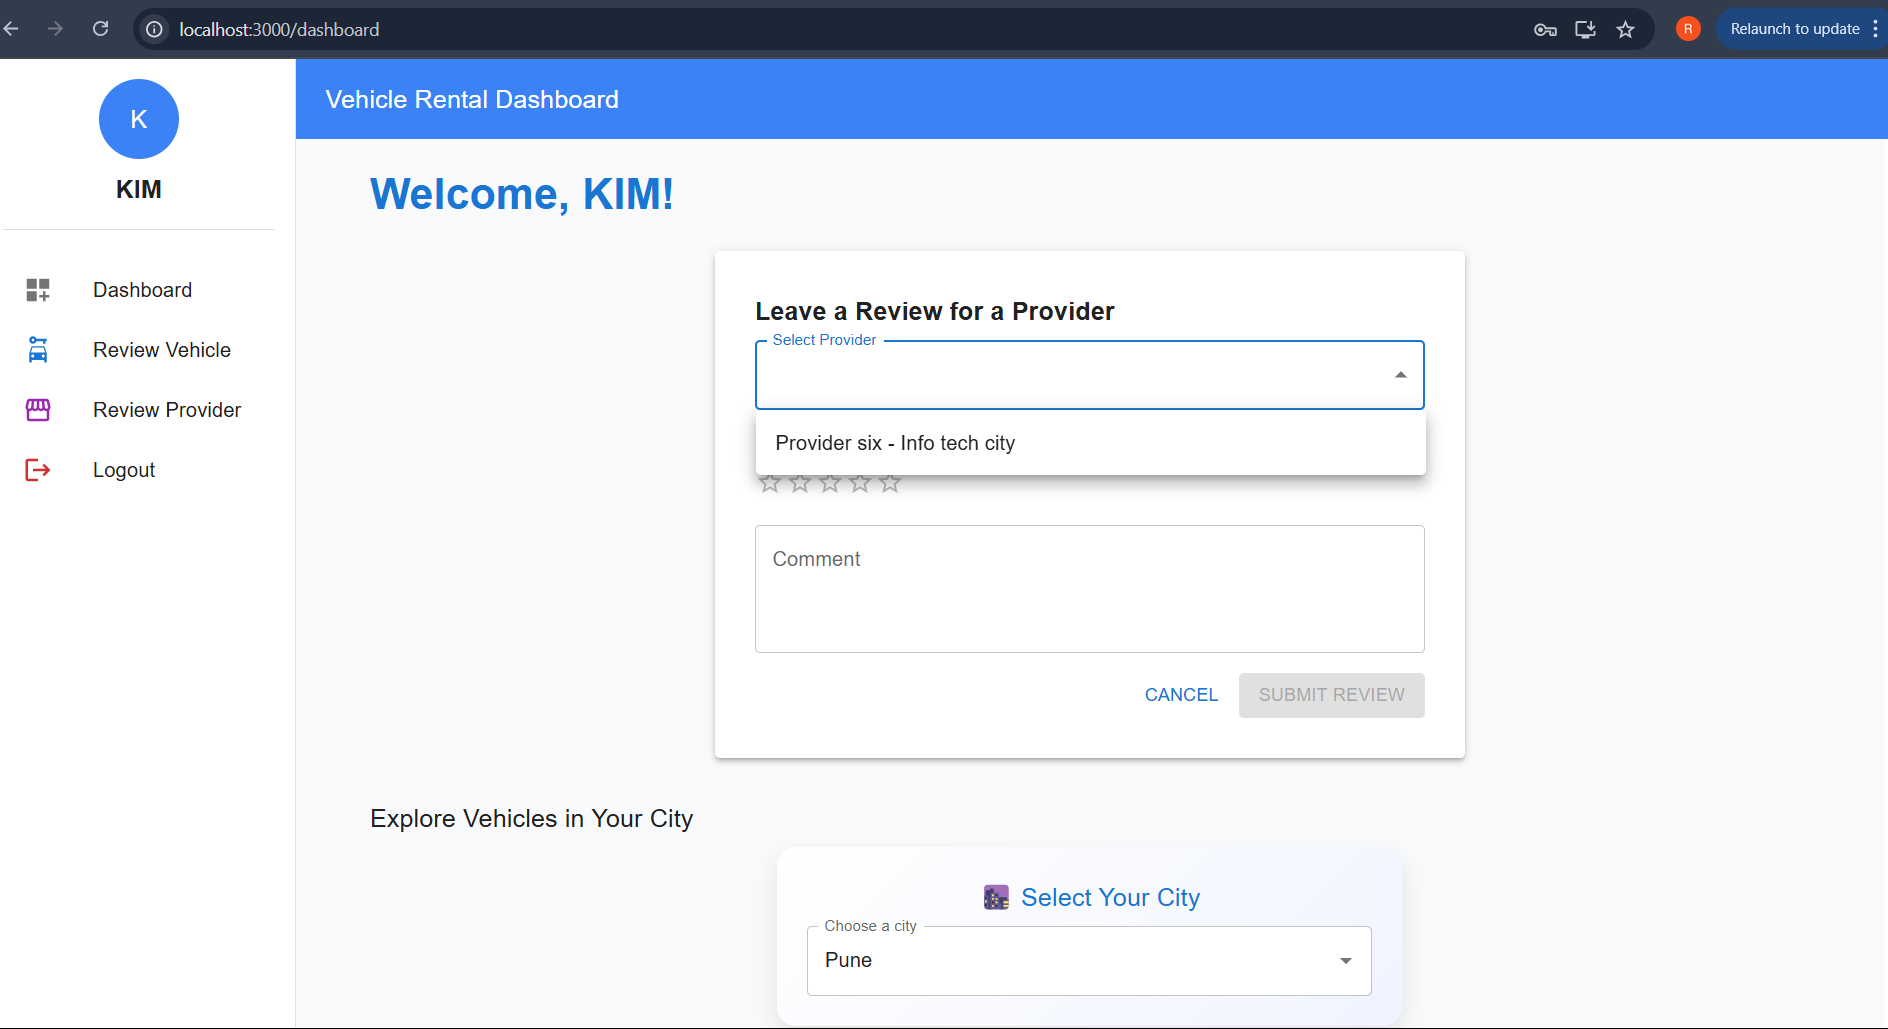 localhost:3000/dashboard
R
Relaunch to update
K
KIM
Dashboard
Review Vehicle
Review Provider
Logout
Vehicle Rental Dashboard
Welcome, KIM!
Leave a Review for a Provider
Select Provider
Provider six - Info tech city
Comment
CANCEL
SUBMIT REVIEW
Explore Vehicles in Your City
Select Your City
Choose a city
Pune